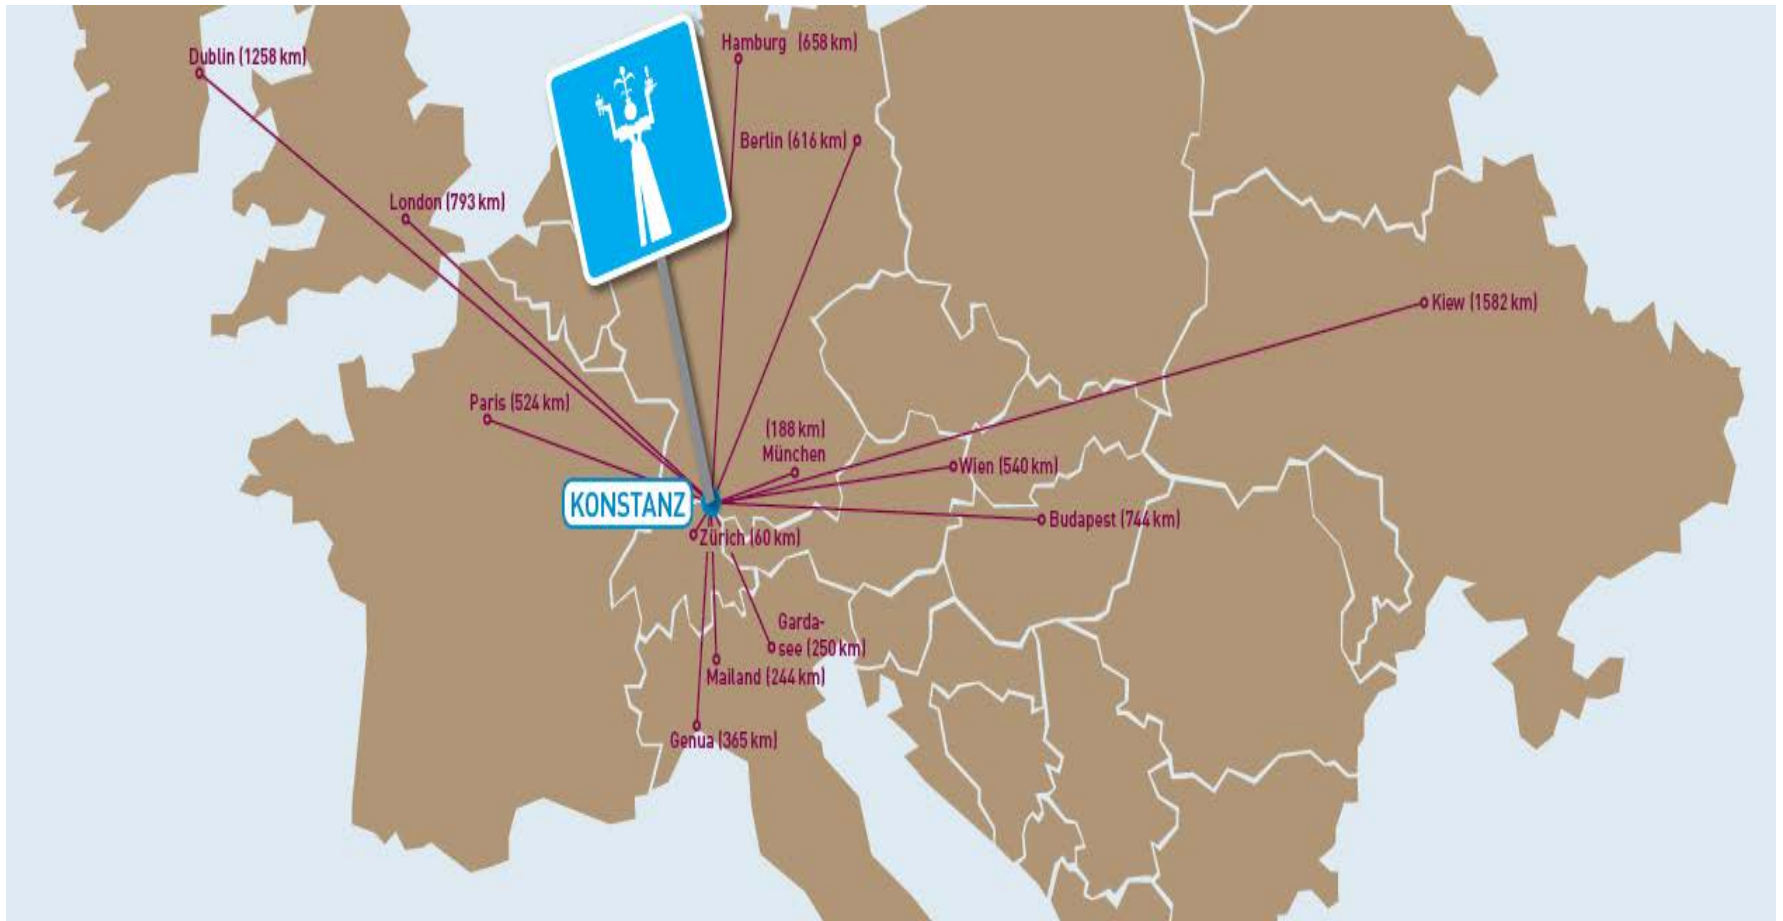 Dublin (1258 km)
Hamburg (658 km)
Berlin (616 km)
London (793 km)
Kiew (1582 km)
Paris (524 km)
(188 km)
München
Wien (540 km)
KONSTANZ
Budapest (744 km)
Zürich (60 km)
Garda-
see (250 km)
Mailand (244 km)
Genua (365 km)